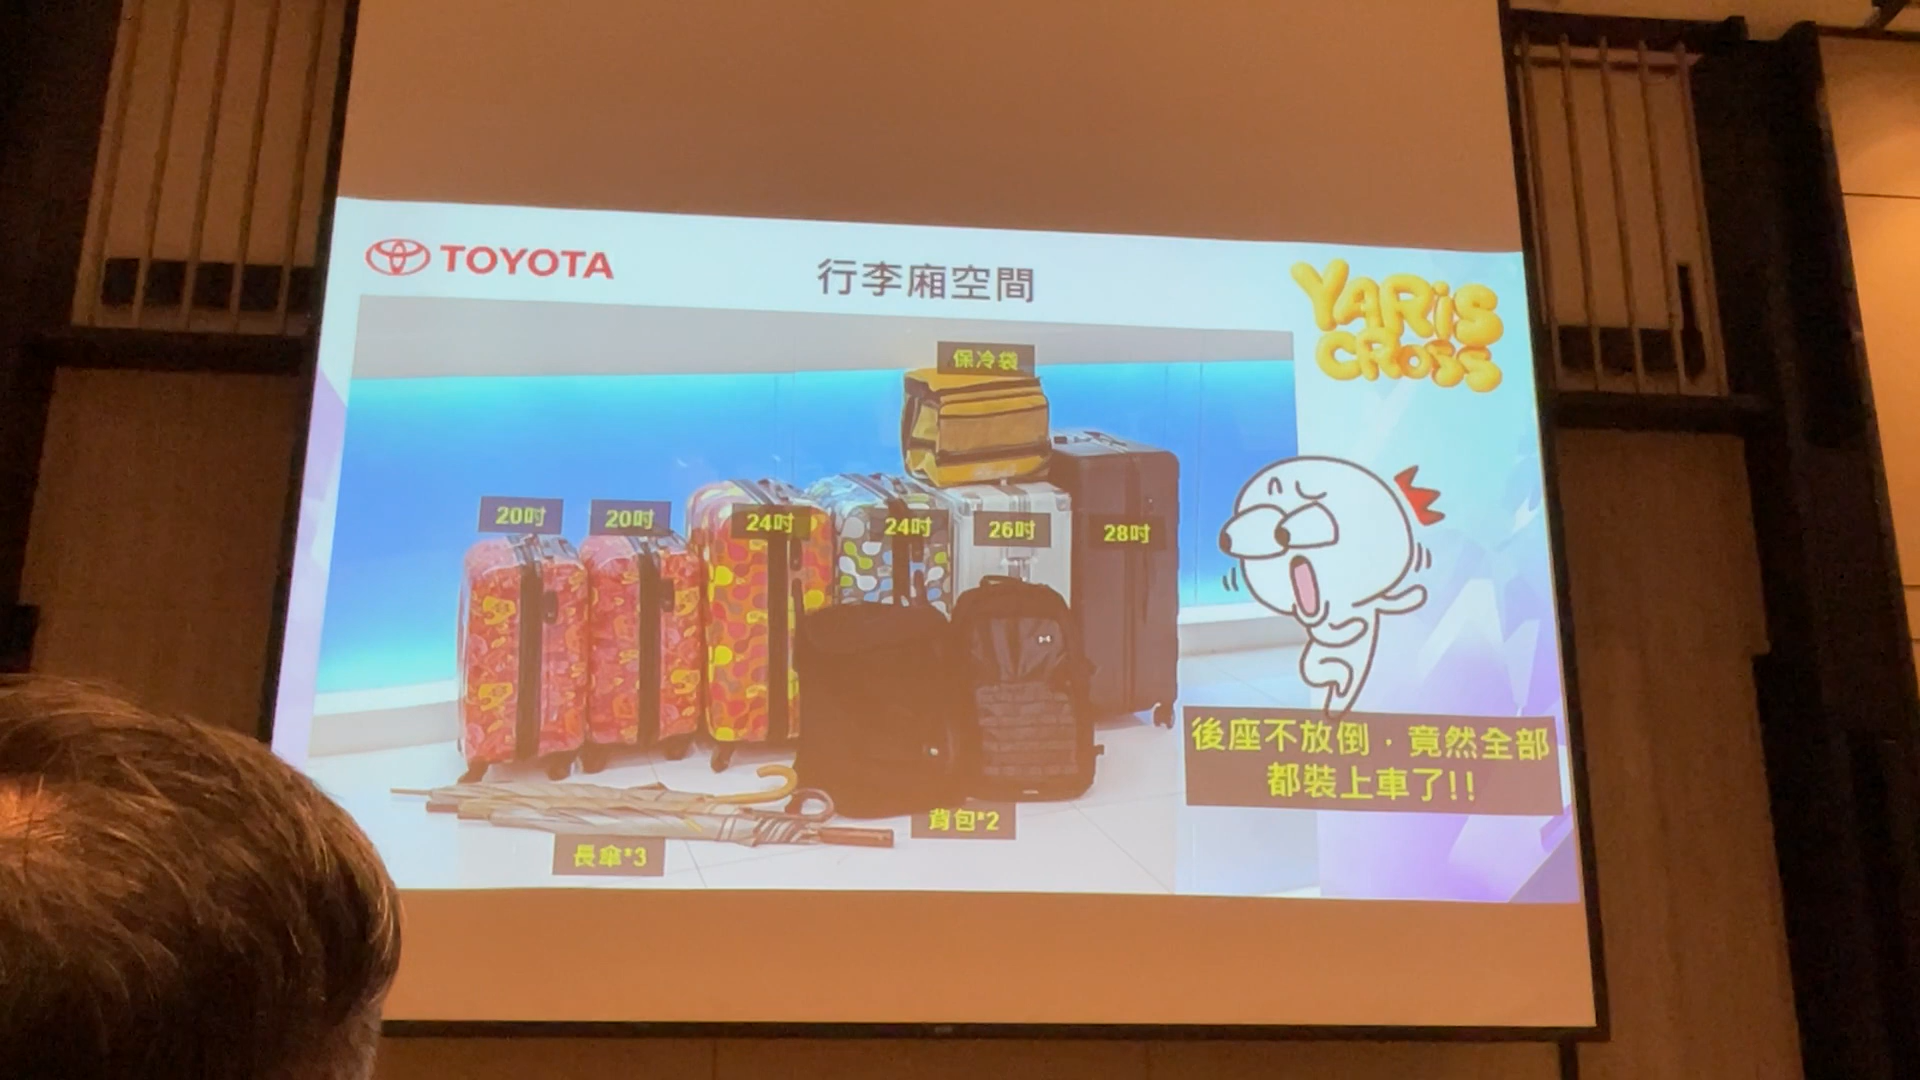 TOYOTA
行李廂空間
YARiS
CROSS
保冷袋
20吋
20吋
24吋
24吋
26吋
28吋
後座不放倒，竟然全部
都裝上車了!!
背包*2
長傘*3